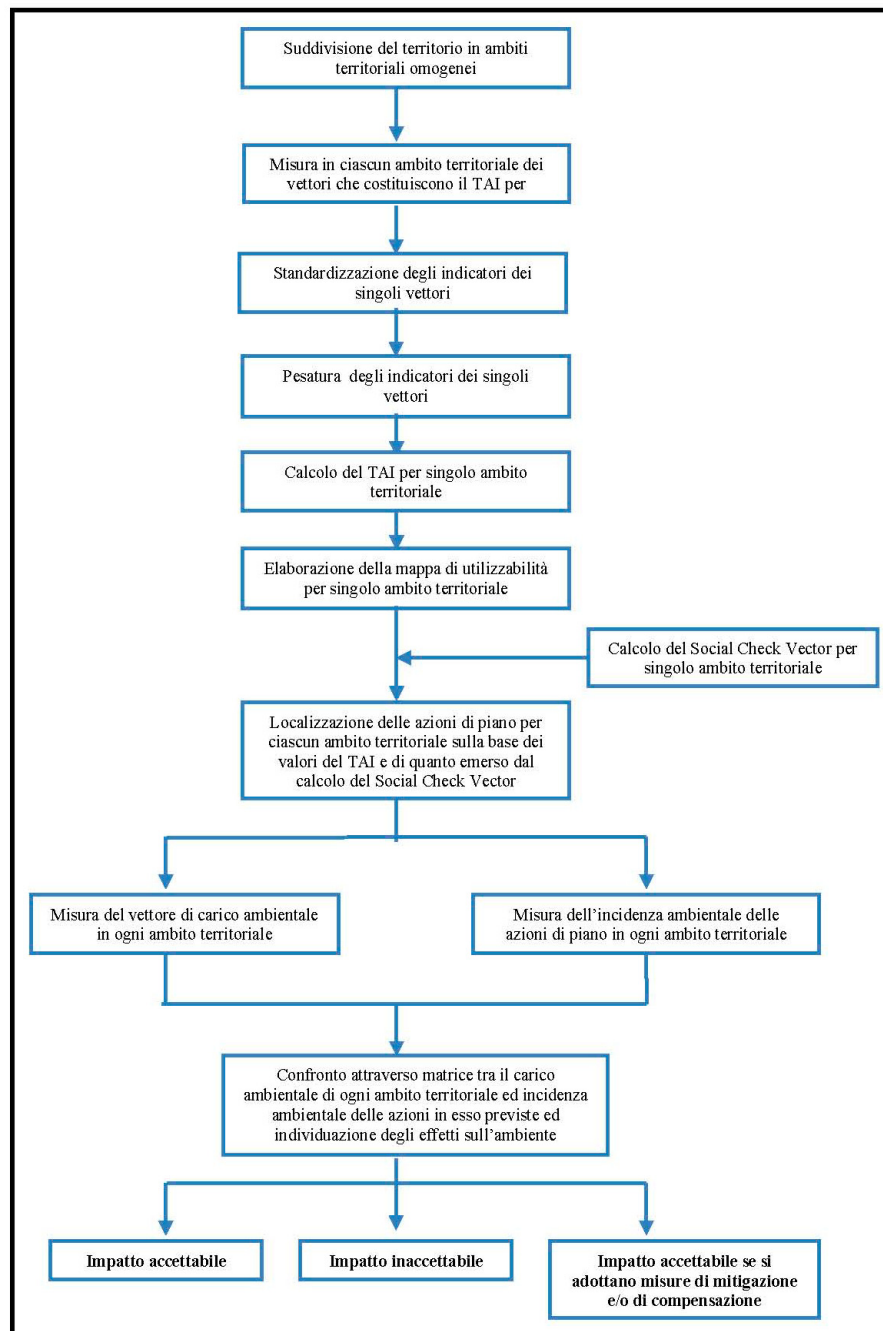 Suddivisione del territorio in ambiti
territoriali omogenei
Misura in ciascun ambito territoriale dei
vettori che costituiscono il TAI per
Standardizzazione degli indicatori dei
singoli vettori
Pesatura degli indicatori dei singoli
vettori
Calcolo del TAI per singolo ambito
territoriale
Elaborazione della mappa di utilizzabilità
per singolo ambito territoriale
Calcolo del Social Check Vector per
singolo ambito territoriale
Localizzazione delle azioni di piano per
ciascun ambito territoriale sulla base dei
valori del TAI e di quanto emerso dal
calcolo del Social Check Vector
Misura del vettore di carico ambientale
in ogni ambito territoriale
Misura dell’incidenza ambientale delle
azioni di piano in ogni ambito territoriale
Confronto attraverso matrice tra il carico
ambientale di ogni ambito territoriale ed incidenza
ambientale delle azioni in esso previste ed
individuazione degli effetti sull’ambiente
Impatto accettabile
Impatto inaccettabile
Impatto accettabile se si
adottano misure di mitigazione
e/o di compensazione